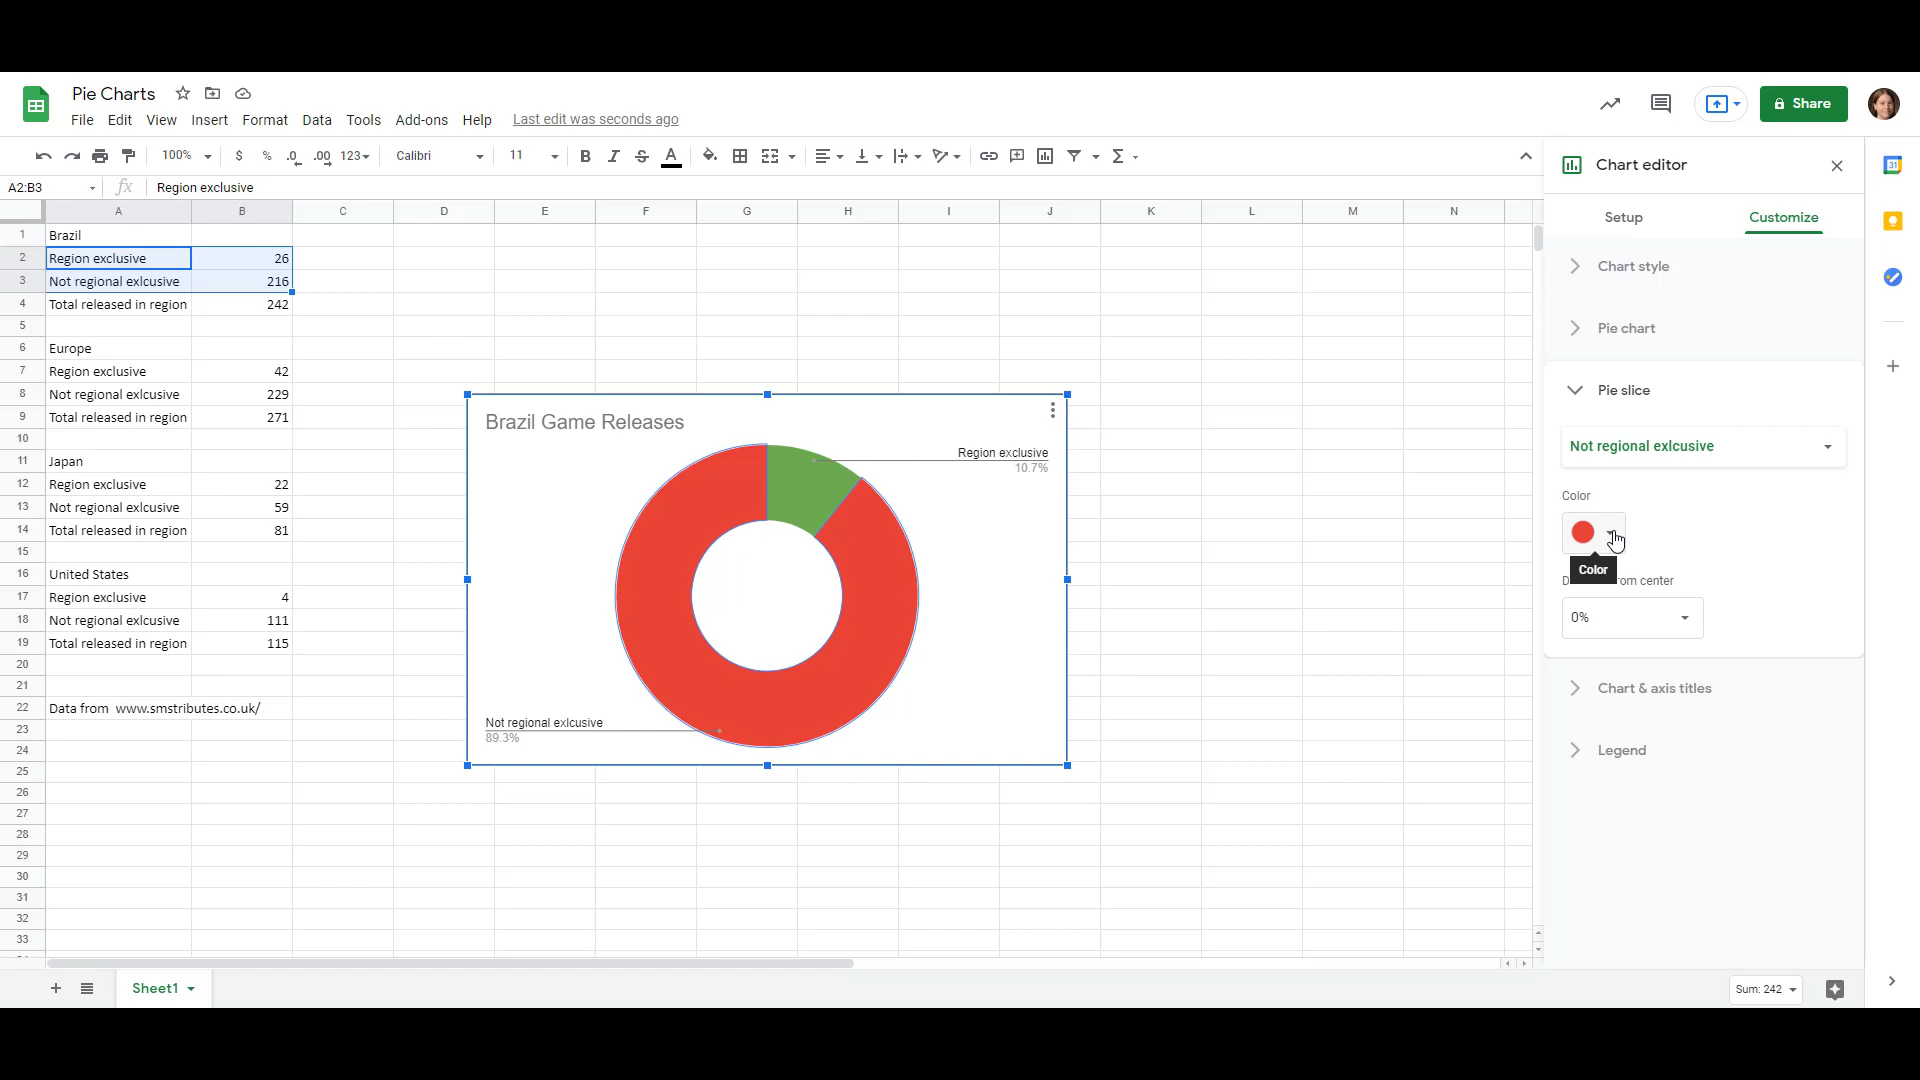 Pie Charts
File Edit View Insert Format Data Tools Add-ons Help Last edit was seconds ago
Share
100% $ % .0 .00 123 Calibri 11 B I S A
A2:B3 fx Region exclusive
A B C D E F G H I J K L M N
1 Brazil
2 Region exclusive 26
3 Not regional exlcusive 216
4 Total released in region 242
5
6 Europe
7 Region exclusive 42
8 Not regional exlcusive 229
9 Total released in region 271
10
11 Japan
12 Region exclusive 22
13 Not regional exlcusive 59
14 Total released in region 81
15
16 United States
17 Region exclusive 4
18 Not regional exlcusive 111
19 Total released in region 115
20
21
22 Data from www.smstributes.co.uk/
23
24
25
26
27
28
29
30
31
32
33
Brazil Game Releases
Region exclusive
10.7%
Not regional exlcusive
89.3%
Chart editor
Setup Customize
Chart style
Pie chart
Pie slice
Not regional exlcusive
Color
Color
D om center
0%
Chart & axis titles
Legend
31
Sheet1
Sum: 242